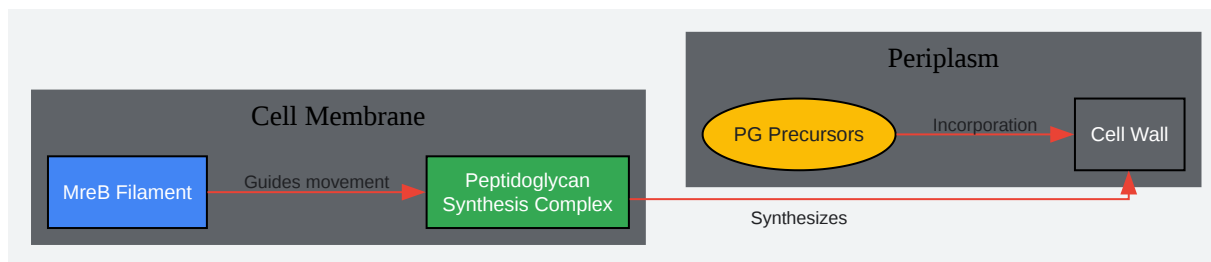 Periplasm
Cell Membrane
PG Precursors
Incorporation
Cell Wall
MreB Filament
Guides movement
Peptidoglycan
Synthesis Complex
Synthesizes